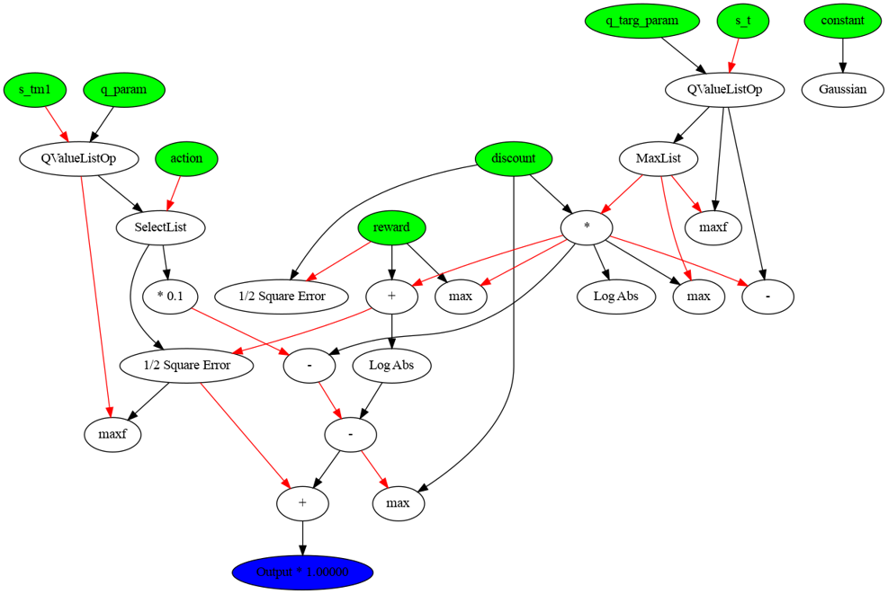 q_targ_param
s_t
constant
s_tm1
q_param
QValueListOp
Gaussian
QValueListOp
action
discount
MaxList
SelectList
reward
*
maxf
* 0.1
1/2 Square Error
+
max
Log Abs
max
-
1/2 Square Error
-
Log Abs
maxf
-
+
max
Output * 1.00000